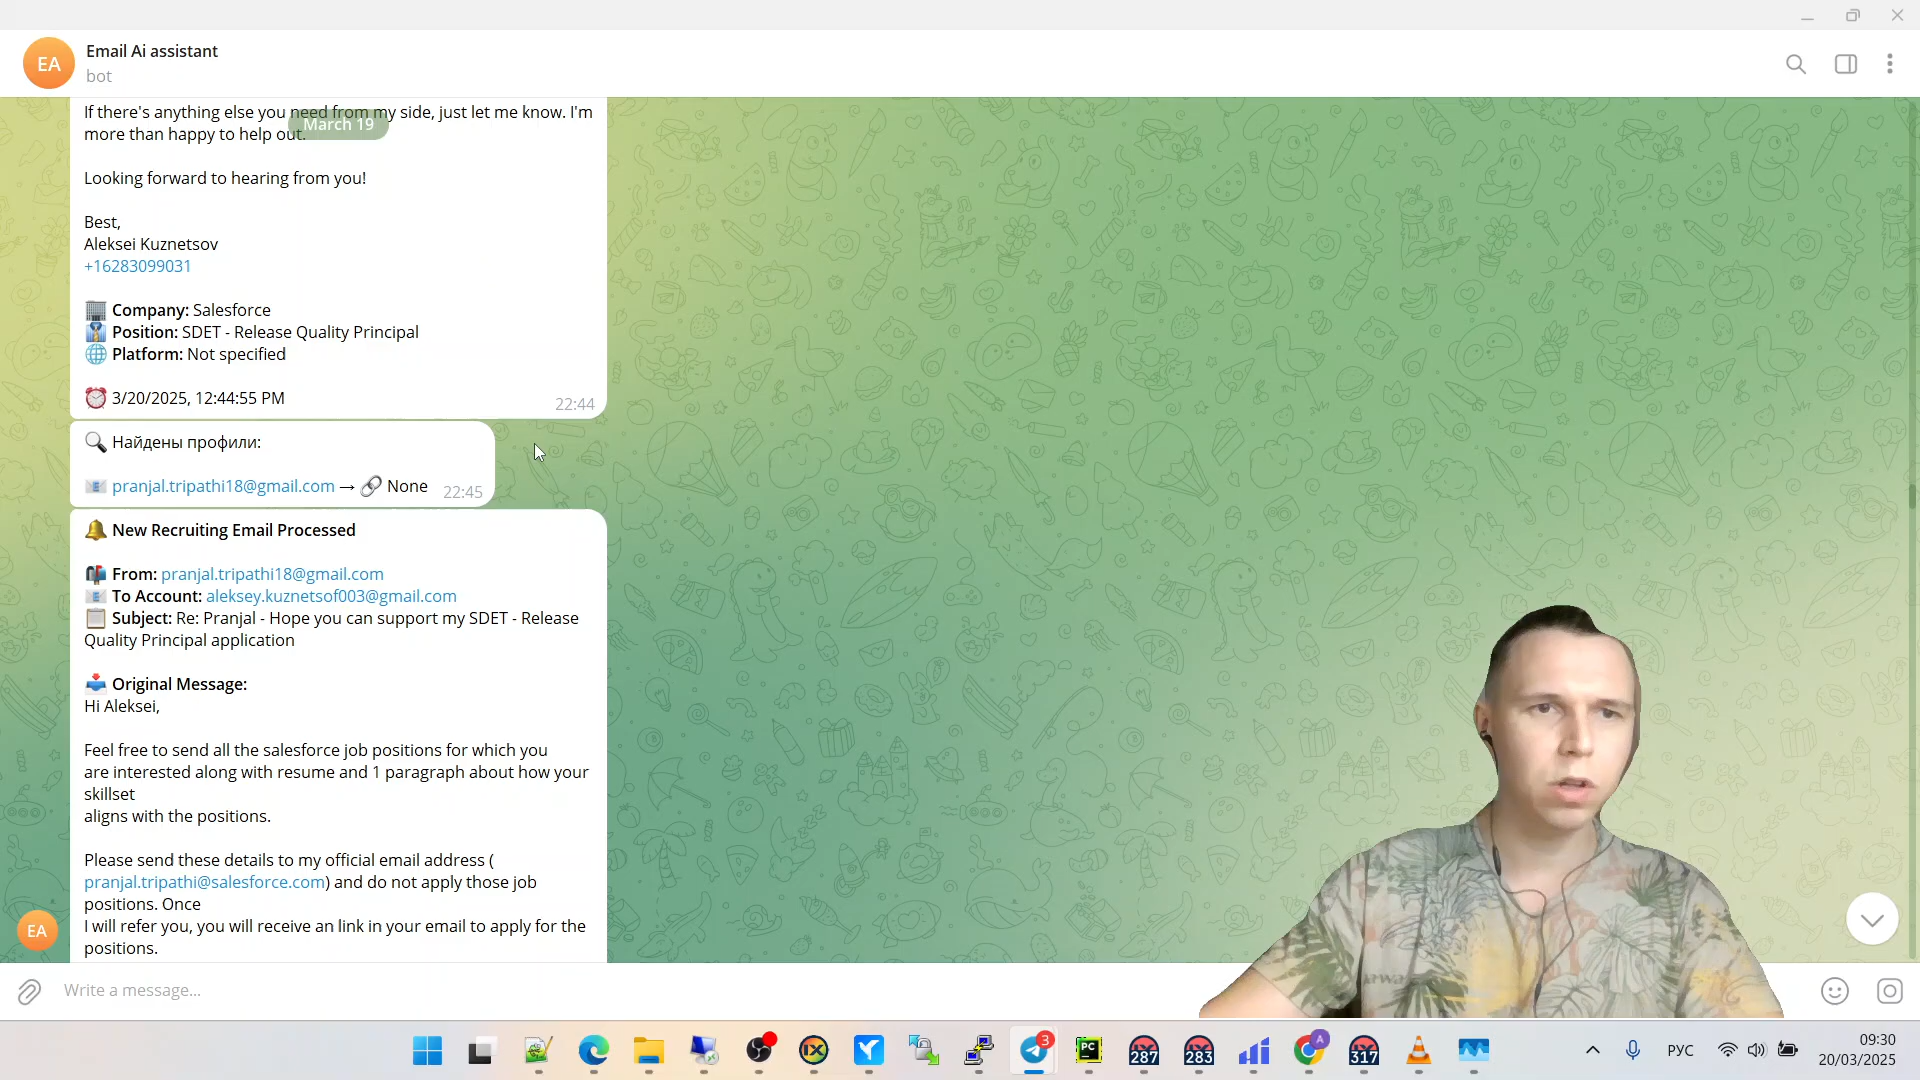 EA
Email Ai assistant
bot
If there's anything else you need from my side, just let me know. I'm
March 19
more than happy to help out.
Looking forward to hearing from you!
Best,
Aleksei Kuznetsov
+16283099031
Company: Salesforce
Position: SDET - Release Quality Principal
Platform: Not specified
3/20/2025, 12:44:55 PM
22:44
Найдены профили:
pranjal.tripathi18@gmail.com → None
22:45
New Recruiting Email Processed
From: pranjal.tripathi18@gmail.com
To Account: aleksey.kuznetsof003@gmail.com
Subject: Re: Pranjal - Hope you can support my SDET - Release
Quality Principal application
Original Message:
Hi Aleksei,
Feel free to send all the salesforce job positions for which you
are interested along with resume and 1 paragraph about how your
skillset
aligns with the positions.
Please send these details to my official email address (
pranjal.tripathi@salesforce.com) and do not apply those job
positions. Once
I will refer you, you will receive an link in your email to apply for the
positions.
EA
Write a message...
3
PC
287
283
A
317
РУС
09:30
20/03/2025